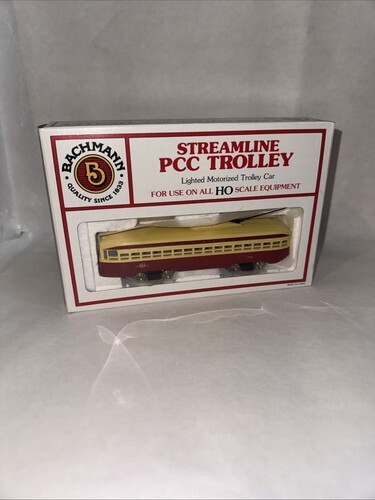 BACHMANN
B
QUALITY SINCE 1833
STREAMLINE
PCC TROLLEY
Lighted Motorized Trolley Car
FOR USE ON ALL HO SCALE EQUIPMENT